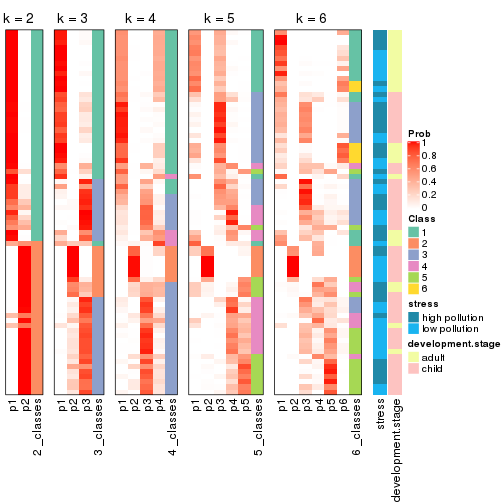 k = 2
k = 3
k = 4
k = 5
k = 6
p1
p2
2_classes
p1
p2
p3
3_classes
p1
p2
p3
p4
4_classes
p1
p2
p3
p4
p5
5_classes
p1
p2
p3
p4
p5
p6
6_classes
stress
development.stage
Prob
1
0.8
0.6
0.4
0.2
0
Class
1
2
3
4
5
6
stress
high pollution
low pollution
development.stage
adult
child